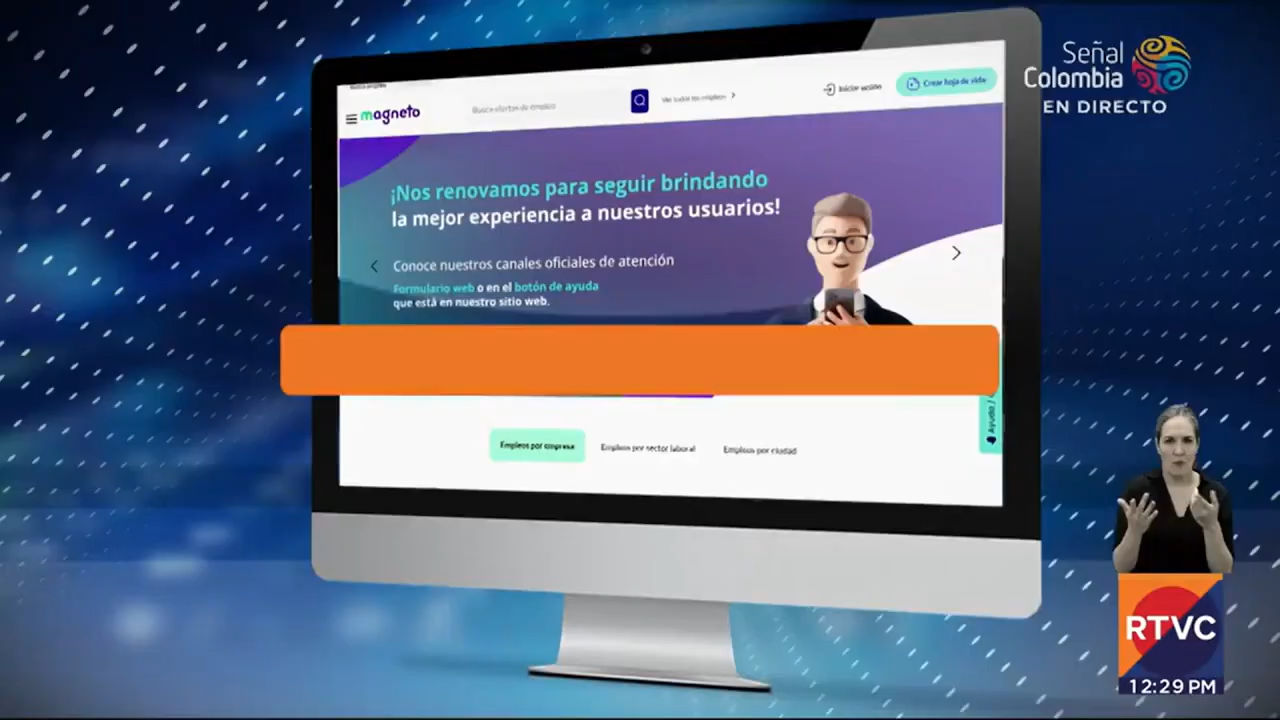 Señal
Colombia
EN DIRECTO
magneto
Busca ofertas de empleo
Ver todos los empleos
Iniciar sesión
Crear hoja de vida
¡Nos renovamos para seguir brindando
la mejor experiencia a nuestros usuarios!
Conoce nuestros canales oficiales de atención
Formulario web o en el botón de ayuda
que está en nuestro sitio web.
Ayuda /
Empleos por empresa
Empleos por sector laboral
Empleos por ciudad
RTVC
12:29 PM